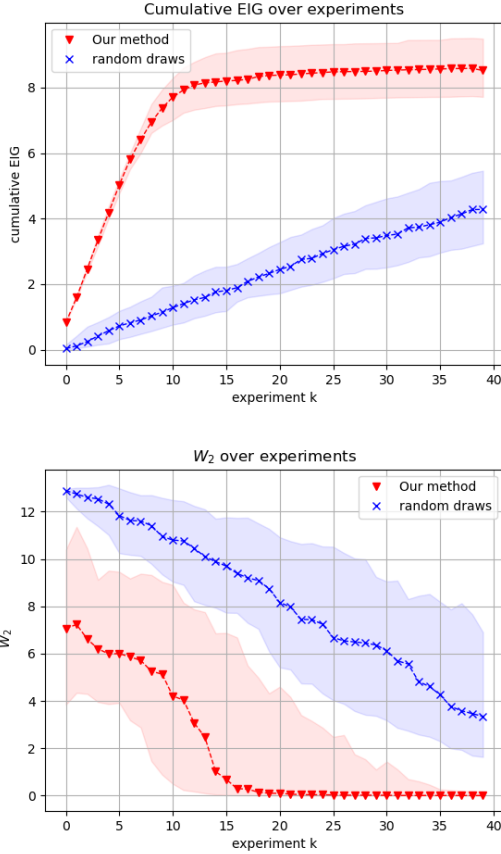 Cumulative EIG over experiments
Our method
random draws
cumulative EIG
8
6
4
2
0
0 5 10 15 20 25 30 35 40
experiment k
W₂ over experiments
Our method
random draws
W₂
12
10
8
6
4
2
0
0 5 10 15 20 25 30 35 40
experiment k